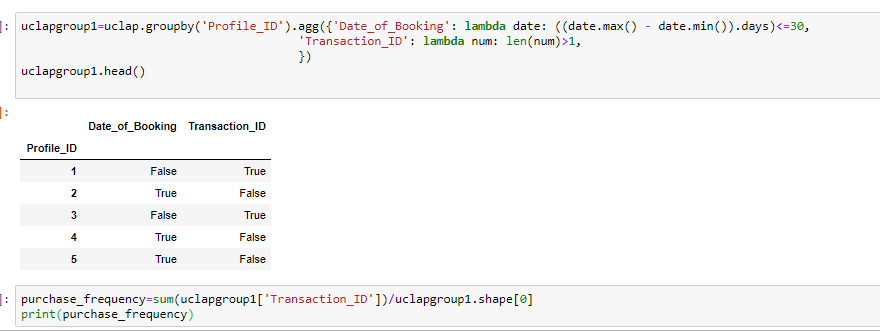 ]: uclapgroup1=uclap.groupby('Profile_ID').agg({'Date_of_Booking': lambda date: ((date.max() - date.min()).days)<=30,
'Transaction_ID': lambda num: len(num)>1,
})
uclapgroup1.head()
]:
Date_of_Booking Transaction_ID
Profile_ID
1 False True
2 True False
3 False True
4 True False
5 True False
]: purchase_frequency=sum(uclapgroup1['Transaction_ID'])/uclapgroup1.shape[0]
print(purchase_frequency)